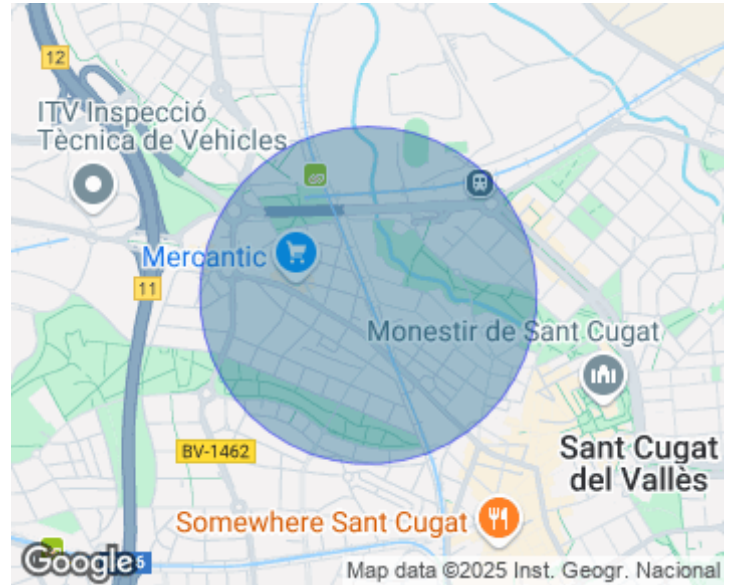 12
ITV Inspecció
Tècnica de Vehicles
Mercantic
11
Monestir de Sant Cugat
BV-1462
Sant Cugat
del Vallès
Somewhere Sant Cugat
Google
6
Map data ©2025 Inst. Geogr. Nacional